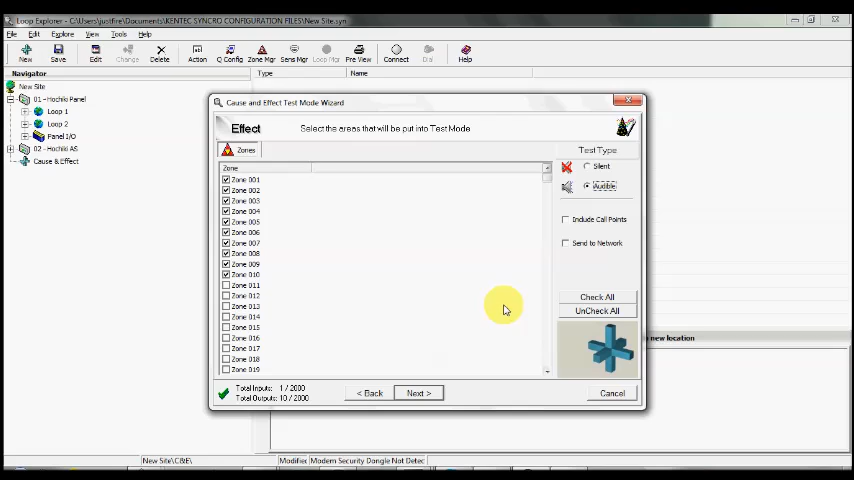 Loop Explorer - C:\Users\justfire\Documents\KENTEC SYNCRO CONFIGURATION FILES\New Site.syn
File Edit Explore View Tools Help
New Save Edit Change Delete Action Q Config Zone Mgr Sens Mgr Loop Mgr Pre View Connect Dial Help
Navigator
Type Name
New Site
01 - Hochiki Panel
Loop 1
Loop 2
Panel I/O
02 - Hochiki AS
Cause & Effect
Cause and Effect Test Mode Wizard
Effect
Select the areas that will be put into Test Mode
Zones
Zone
Zone 001
Zone 002
Zone 003
Zone 004
Zone 005
Zone 006
Zone 007
Zone 008
Zone 009
Zone 010
Zone 011
Zone 012
Zone 013
Zone 014
Zone 015
Zone 016
Zone 017
Zone 018
Zone 019
Test Type
Silent
Audible
Include Call Points
Send to Network
Check All
UnCheck All
Total Inputs: 1 / 2000
Total Outputs: 10 / 2000
< Back
Next >
Cancel
new location
New Site\C&E\
Modified
Modem Security Dongle Not Detec